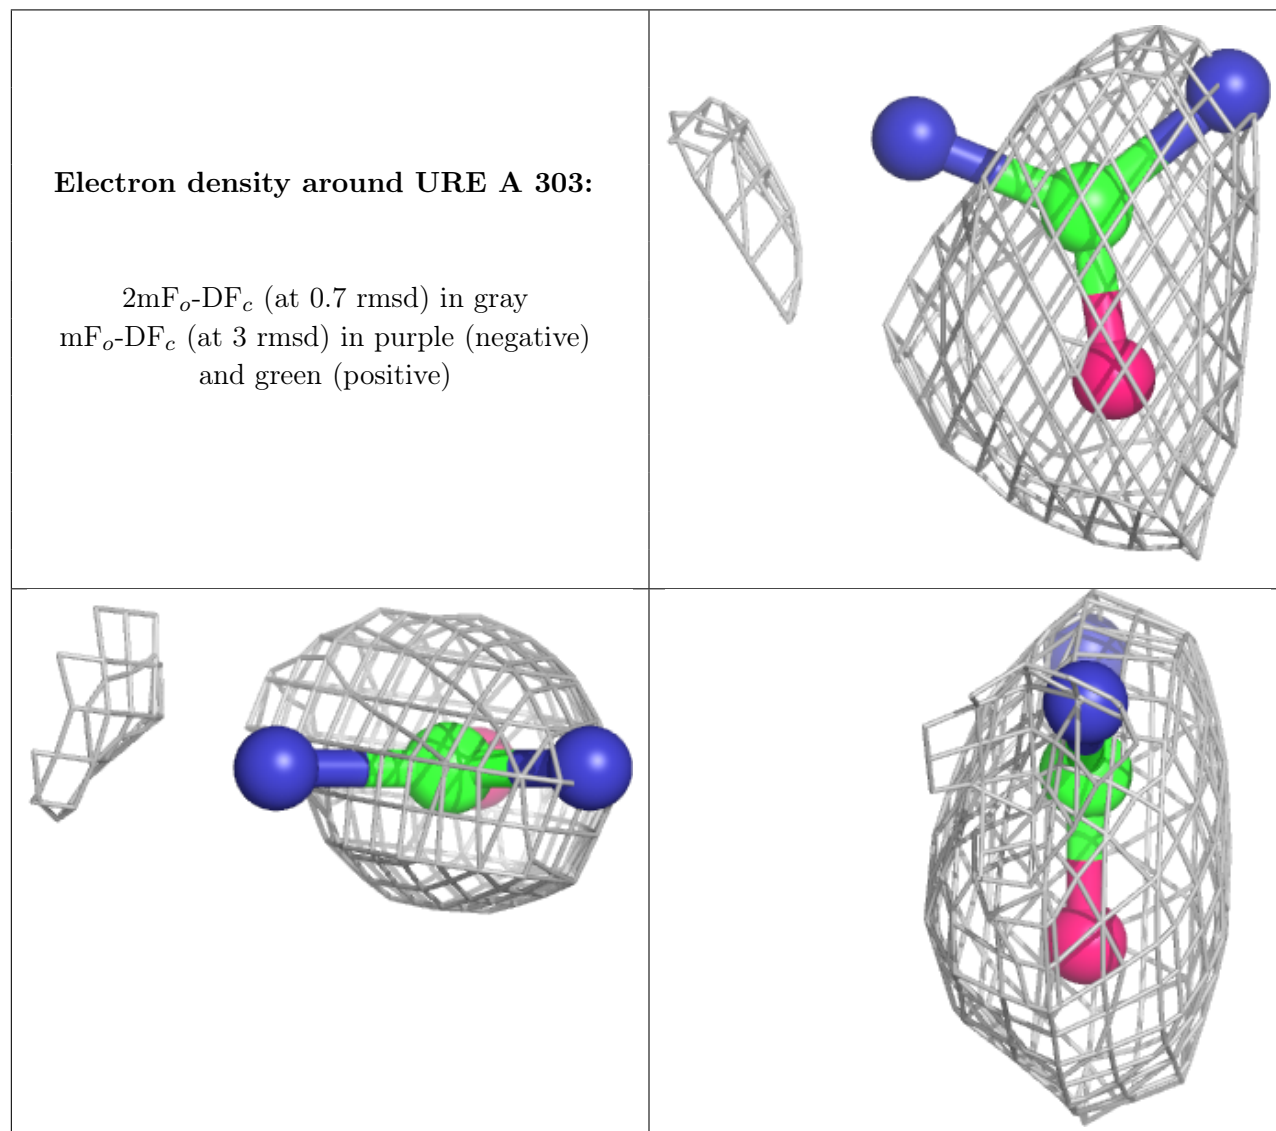 Electron density around URE A 303:
2mFo-DFc (at 0.7 rmsd) in gray
mFo-DFc (at 3 rmsd) in purple (negative)
and green (positive)